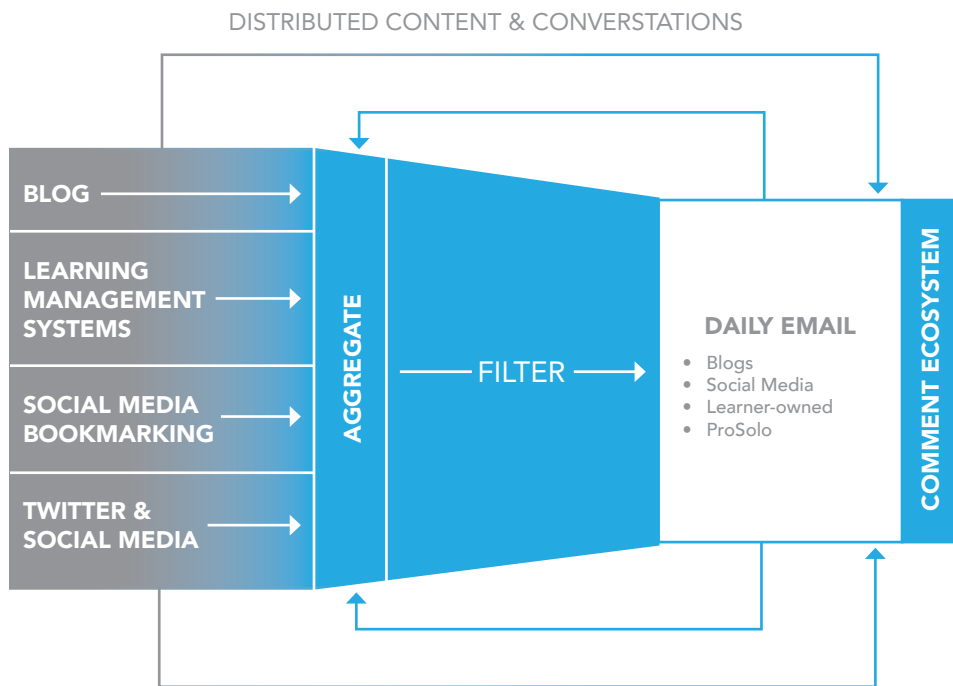 DISTRIBUTED CONTENT & CONVERSTATIONS
BLOG
LEARNING
MANAGEMENT
SYSTEMS
SOCIAL MEDIA
BOOKMARKING
TWITTER &
SOCIAL MEDIA
AGGREGATE
FILTER
DAILY EMAIL
• Blogs
• Social Media
• Learner-owned
• ProSolo
COMMENT ECOSYSTEM